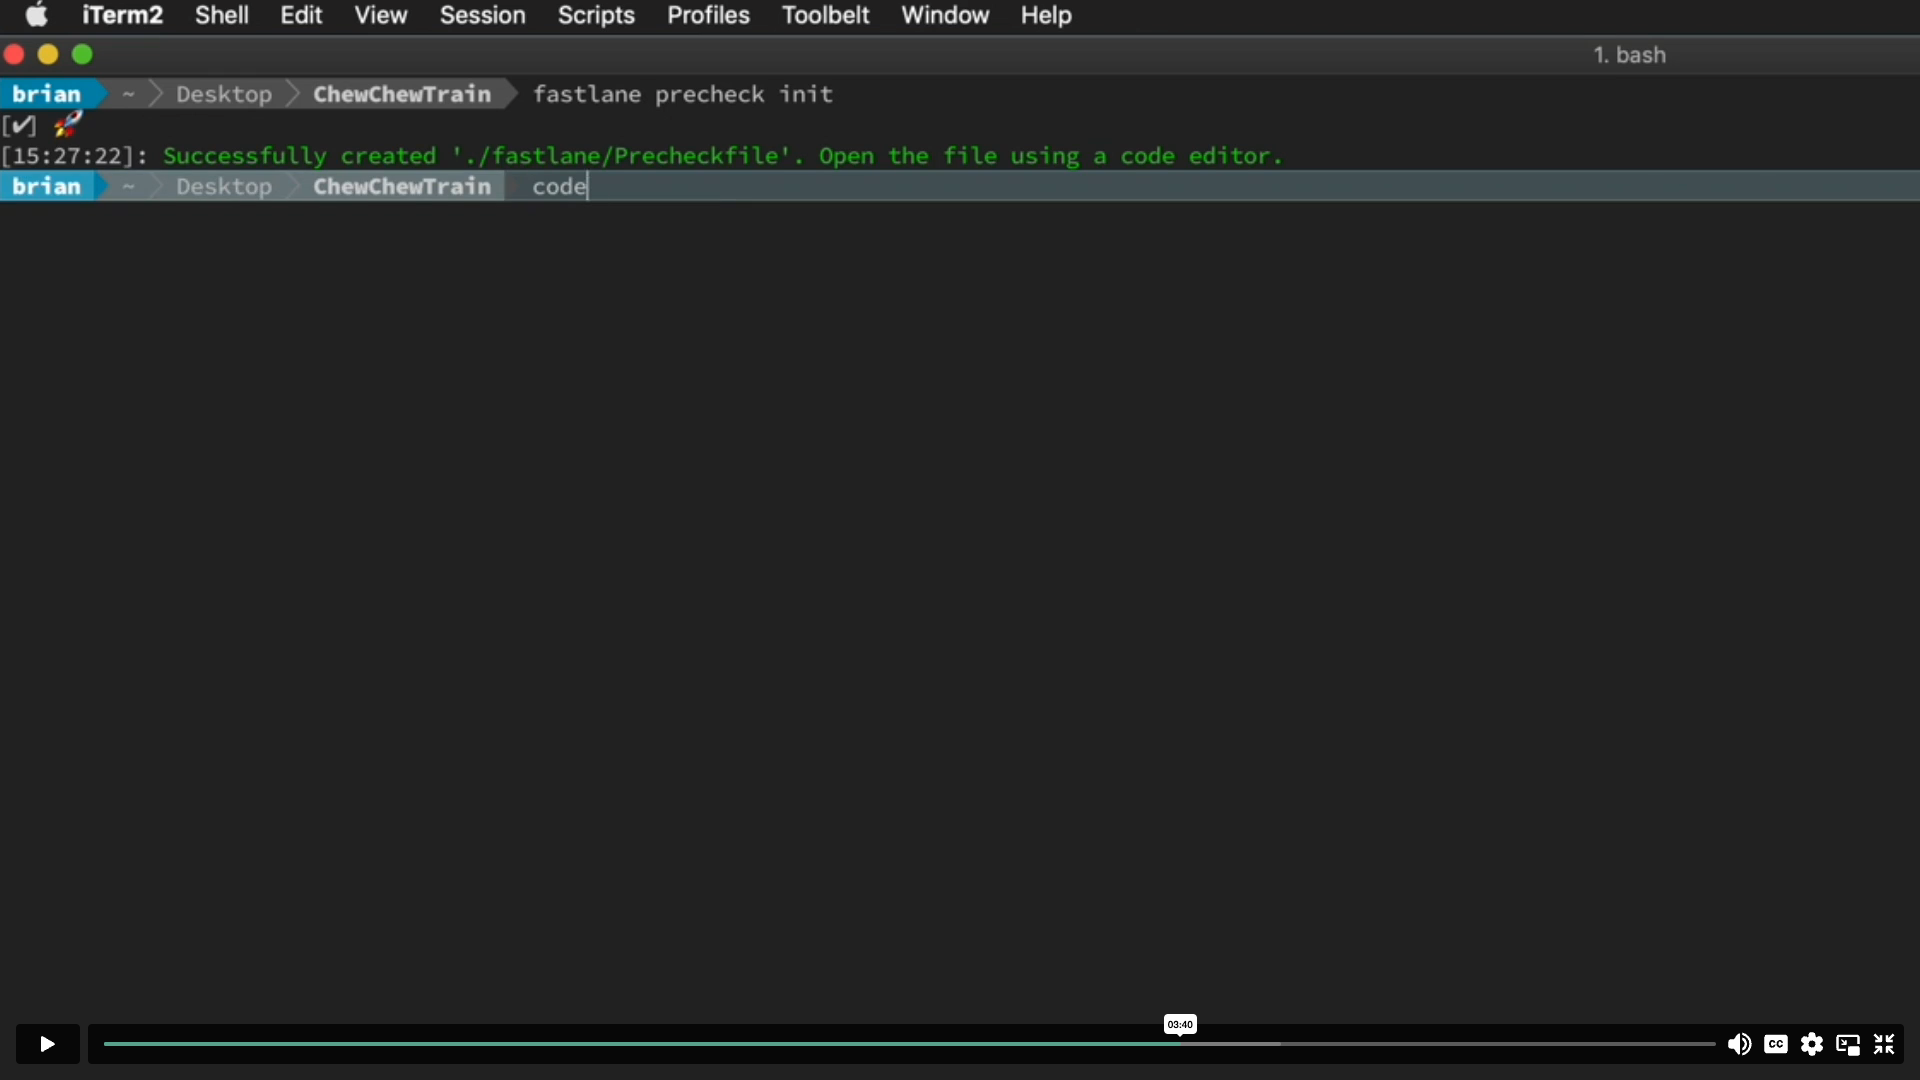 iTerm2 Shell Edit View Session Scripts Profiles Toolbelt Window Help
1. bash
brian ~ Desktop ChewChewTrain fastlane precheck init
[✔] 🚀
[15:27:22]: Successfully created './fastlane/Precheckfile'. Open the file using a code editor.
brian ~ Desktop ChewChewTrain code
03:40
CC